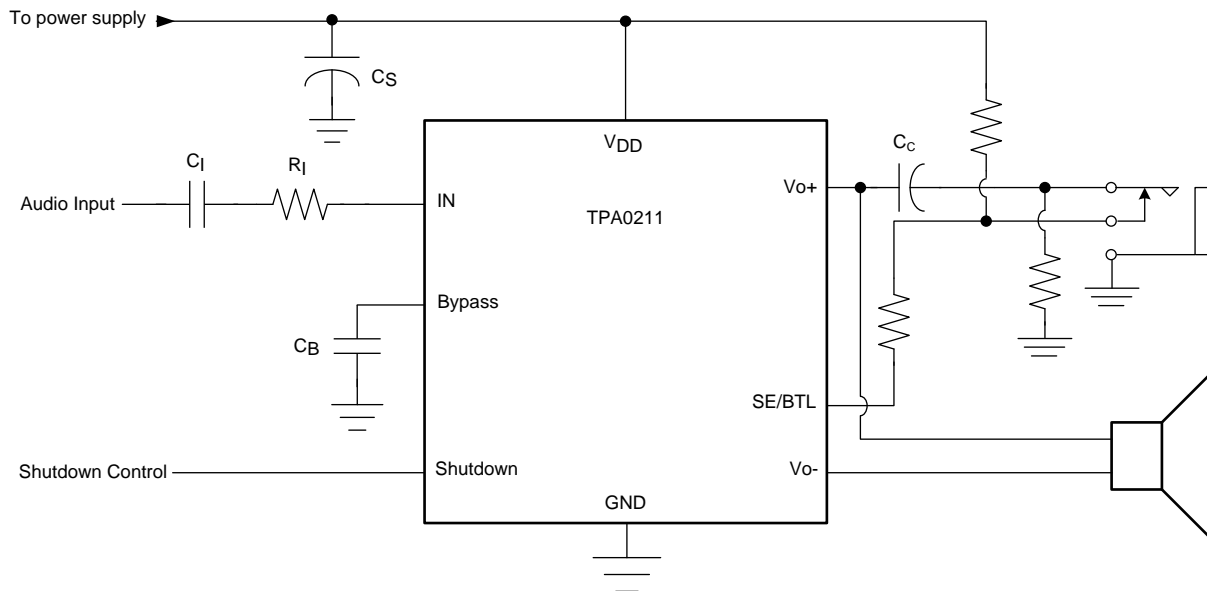 To power supply
CS
VDD
CI
RI
CC
Vo+
Audio Input
IN
TPA0211
Bypass
CB
SE/BTL
Shutdown Control
Shutdown
Vo-
GND